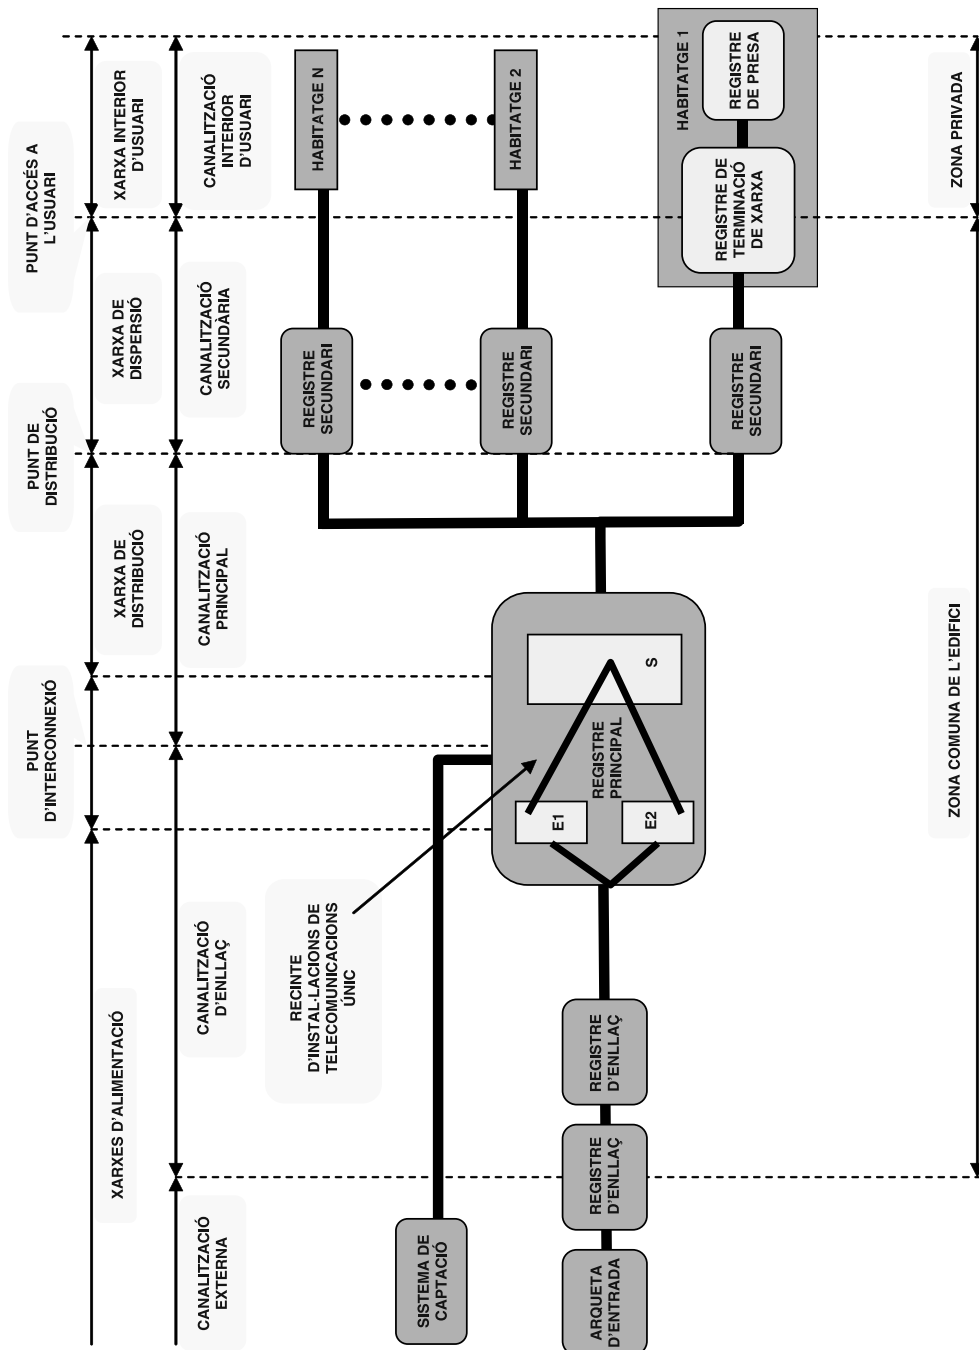 PUNT
D'INTERCONNEXIÓ
PUNT DE
DISTRIBUCIÓ
PUNT D'ACCÉS A
L'USUARI
XARXES D'ALIMENTACIÓ
XARXA DE
DISTRIBUCIÓ
XARXA DE
DISPERSIÓ
XARXA INTERIOR
D'USUARI
CANALITZACIÓ
EXTERNA
CANALITZACIÓ
D'ENLLAÇ
CANALITZACIÓ
PRINCIPAL
CANALITZACIÓ
SECUNDÀRIA
CANALITZACIÓ
INTERIOR
D'USUARI
RECINTE
D'INSTAL·LACIONS DE
TELECOMUNICACIONS
ÚNIC
REGISTRE
SECUNDARI
HABITATGE N
SISTEMA DE
CAPTACIÓ
REGISTRE
SECUNDARI
HABITATGE 2
ARQUETA
D'ENTRADA
REGISTRE
D'ENLLAÇ
REGISTRE
D'ENLLAÇ
E1
E2
REGISTRE
PRINCIPAL
S
REGISTRE
SECUNDARI
HABITATGE 1
REGISTRE DE
TERMINACIÓ
DE XARXA
REGISTRE
DE PRESA
ZONA COMUNA DE L'EDIFICI
ZONA PRIVADA